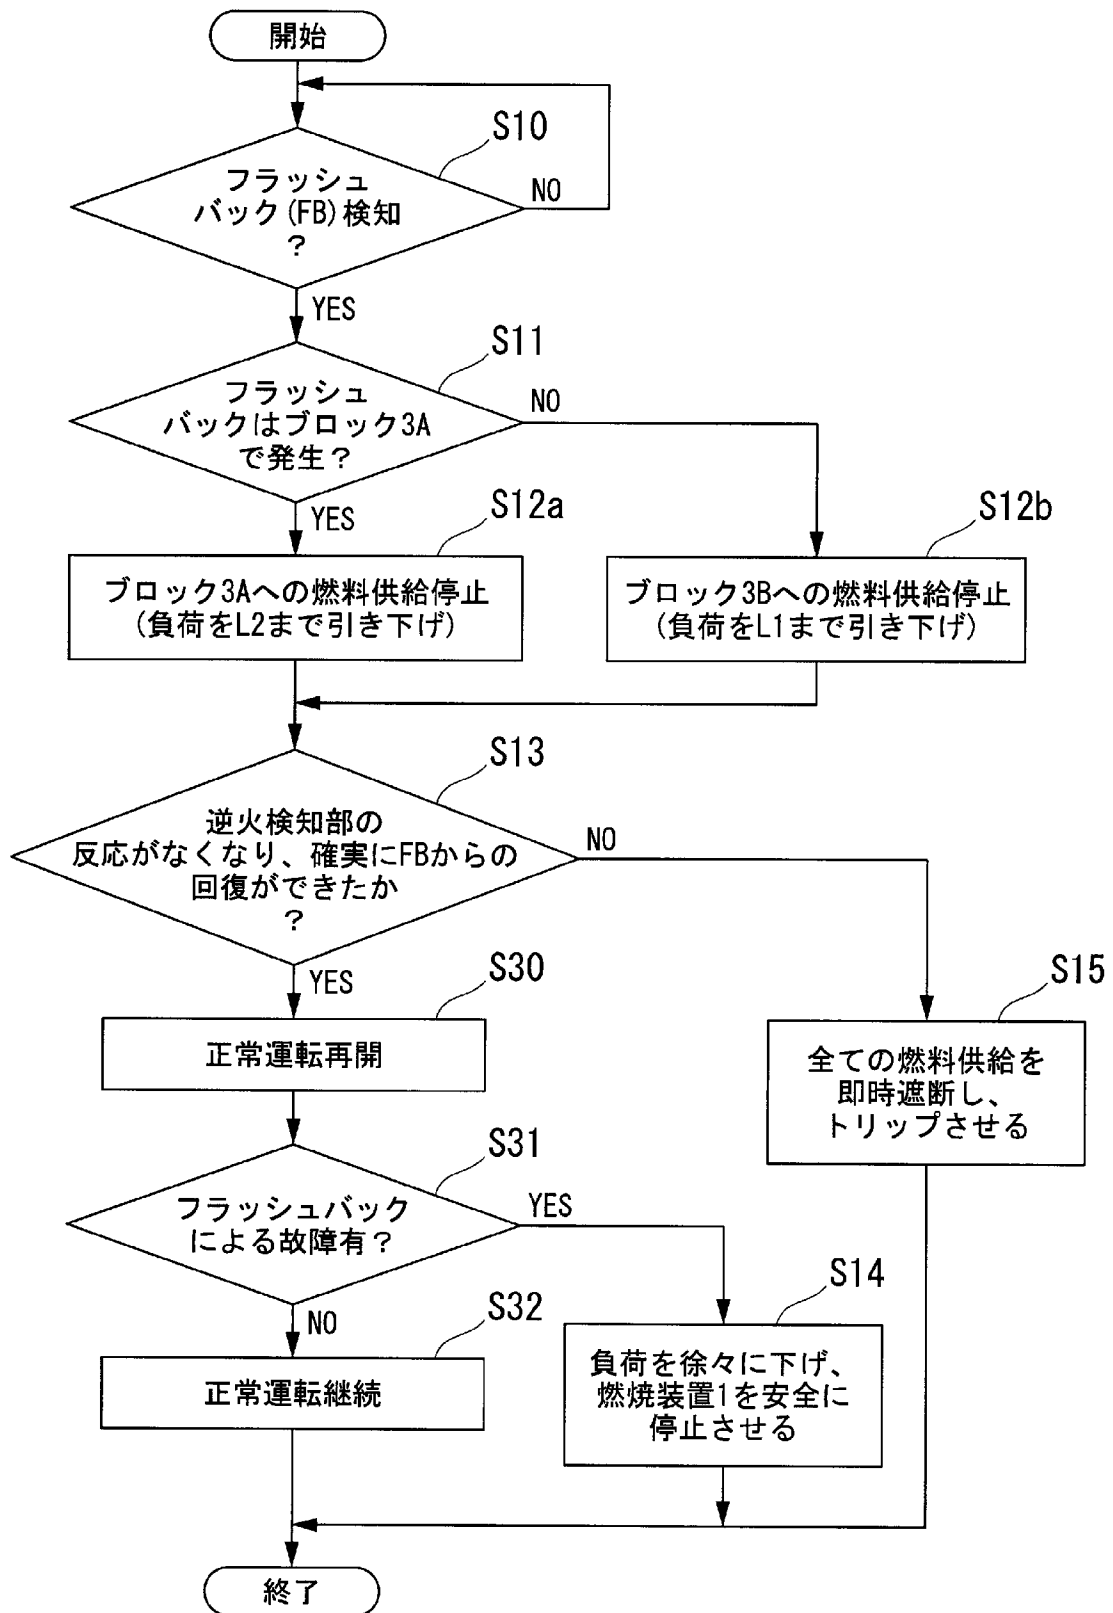 開始
S10
フラッシュ
バック(FB)検知
?
NO
YES
S11
フラッシュ
バックはブロック3A
で発生?
NO
YES
S12a
S12b
ブロック3Aへの燃料供給停止
(負荷をL2まで引き下げ)
ブロック3Bへの燃料供給停止
(負荷をL1まで引き下げ)
S13
逆火検知部の
反応がなくなり、確実にFBからの
回復ができたか
?
NO
YES
S30
S15
正常運転再開
全ての燃料供給を
即時遮断し、
トリップさせる
S31
フラッシュバック
による故障有?
YES
NO
S14
S32
正常運転継続
負荷を徐々に下げ、
燃焼装置1を安全に
停止させる
終了